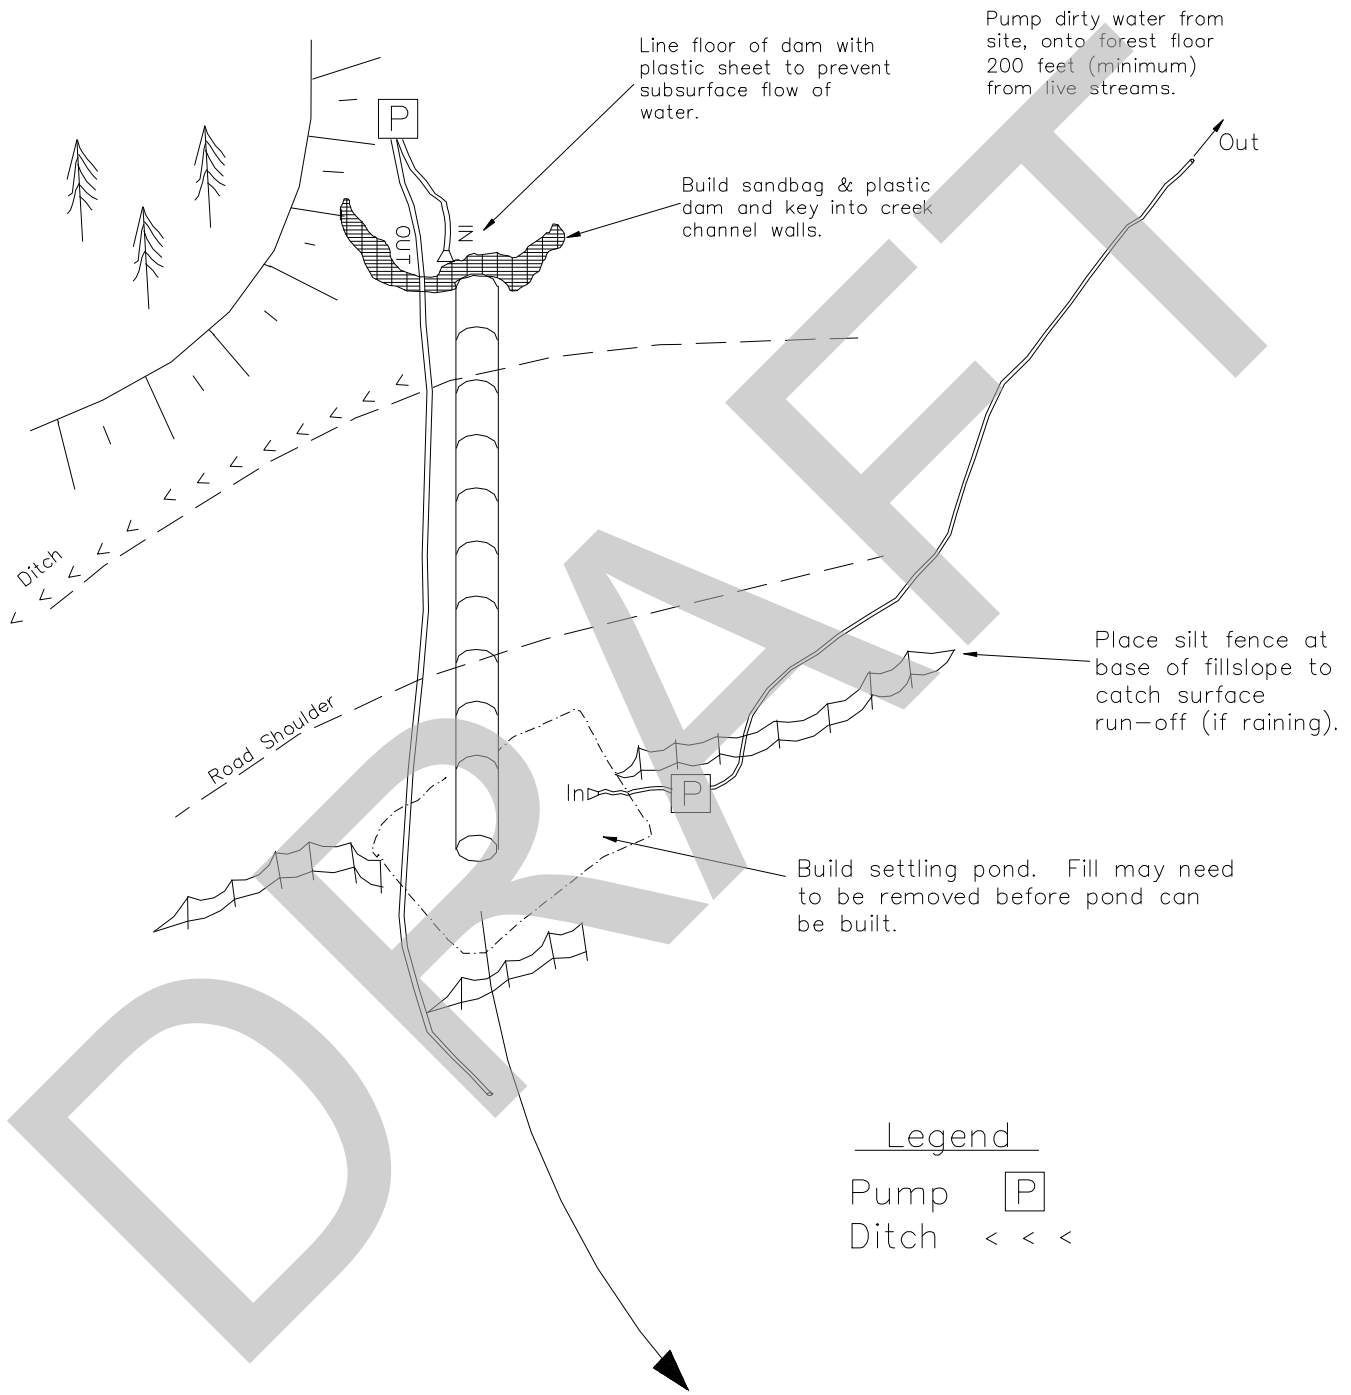 Pump dirty water from
site, onto forest floor
200 feet (minimum)
from live streams.
Line floor of dam with
plastic sheet to prevent
subsurface flow of
water.
P
Out
Build sandbag & plastic
dam and key into creek
channel walls.
OUT
IN
Ditch
Place silt fence at
base of fillslope to
catch surface
run-off (if raining).
Road Shoulder
In
P
Build settling pond.  Fill may need
to be removed before pond can
be built.
DRAFT
Legend
Pump P
Ditch < < <